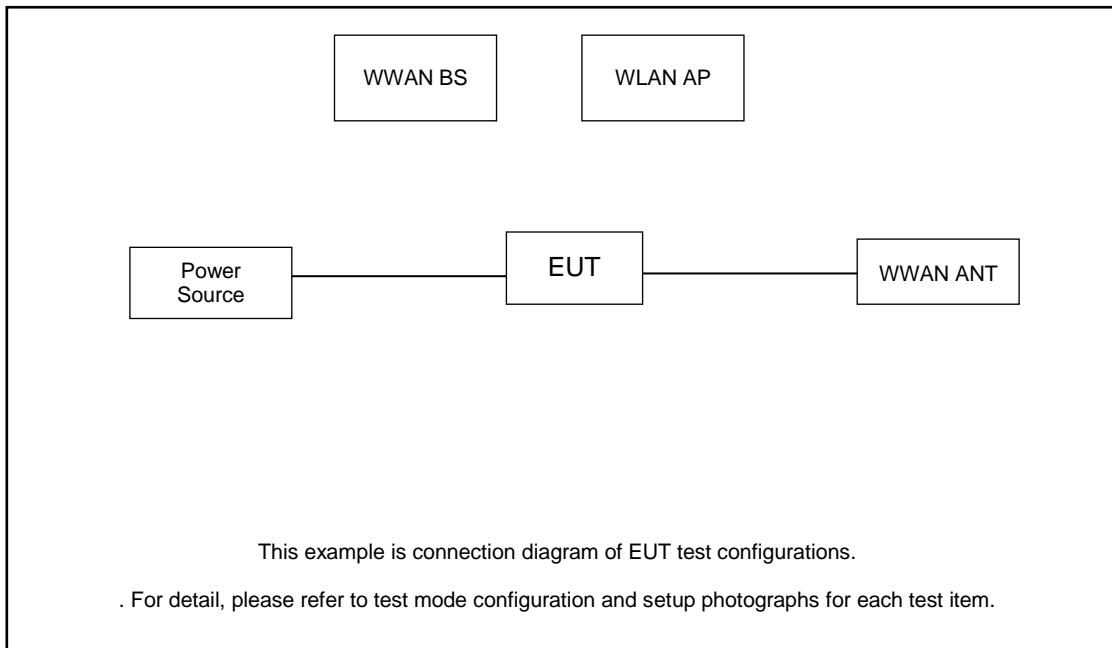 WWAN BS
WLAN AP
Power
Source
EUT
WWAN ANT
This example is connection diagram of EUT test configurations.
. For detail, please refer to test mode configuration and setup photographs for each test item.